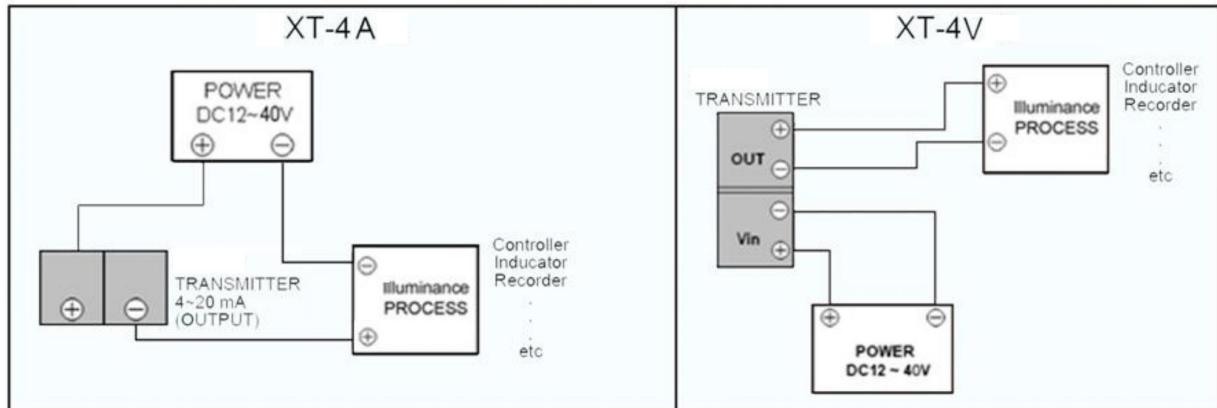 XT-4A
POWER
DC12~40V
⊕ ⊖
⊕ ⊖
TRANSMITTER
4~20 mA
(OUTPUT)
⊖
Illuminance
PROCESS
⊕
Controller
Inducator
Recorder
.
.
.
etc
XT-4V
TRANSMITTER
⊕
OUT
⊖
⊖
Vin
⊕
⊕
Illuminance
PROCESS
⊖
Controller
Inducator
Recorder
.
.
.
etc
⊕ ⊖
POWER
DC12 ~ 40V